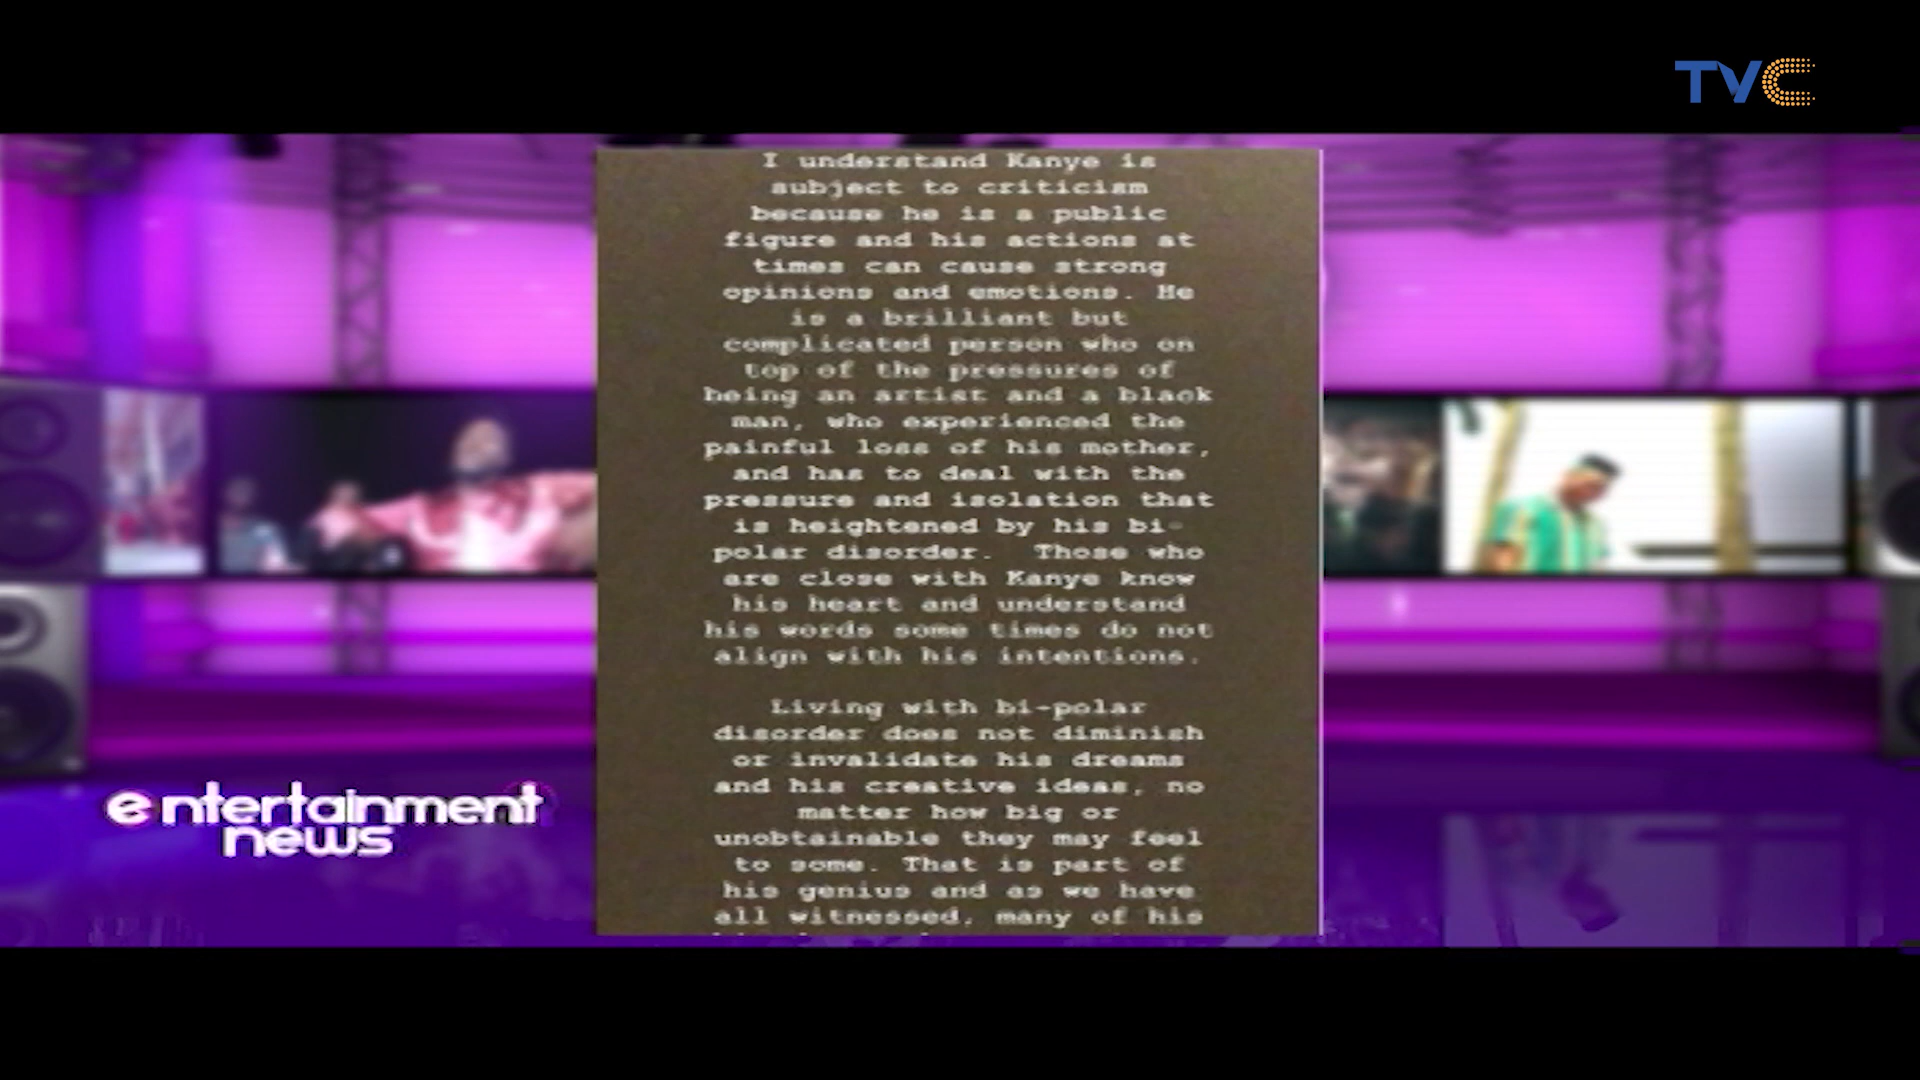 TVC
I understand Kanye is
subject to criticism
because he is a public
figure and his actions at
times can cause strong
opinions and emotions. He
is a brilliant but
complicated person who on
top of the pressures of
being an artist and a black
man, who experienced the
painful loss of his mother,
and has to deal with the
pressure and isolation that
is heightened by his bi-
polar disorder. Those who
are close with Kanye know
his heart and understand
his words some times do not
align with his intentions.
Living with bi-polar
disorder does not diminish
or invalidate his dreams
and his creative ideas, no
matter how big or
unobtainable they may feel
to some. That is part of
his genius and as we have
all witnessed, many of his
entertainment
news